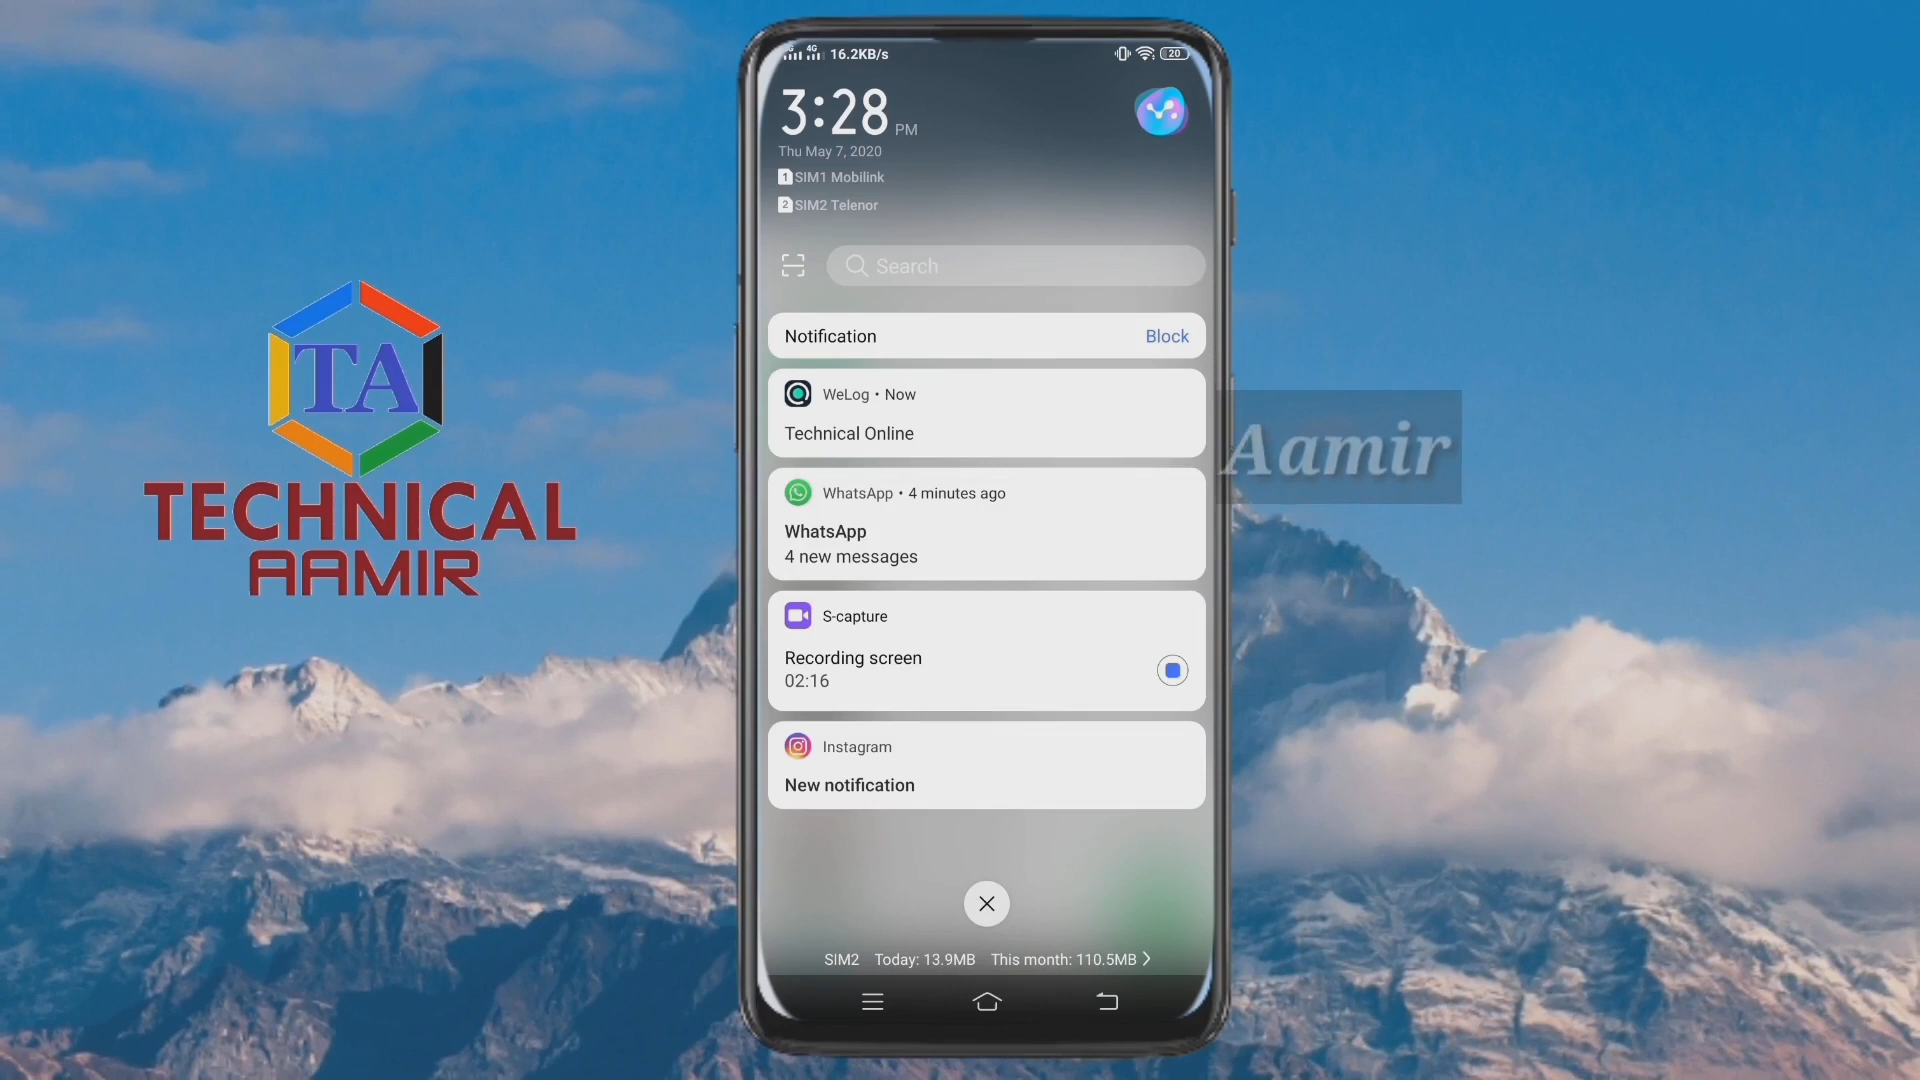 TA
TECHNICAL
AAMIR
4G 16.2KB/s
20
3:28 PM
Thu May 7, 2020
1 SIM1 Mobilink
2 SIM2 Telenor
Search
Notification
Block
WeLog • Now
Technical Online
WhatsApp • 4 minutes ago
WhatsApp
4 new messages
S-capture
Recording screen
02:16
Instagram
New notification
SIM2 Today: 13.9MB This month: 110.5MB
Aamir